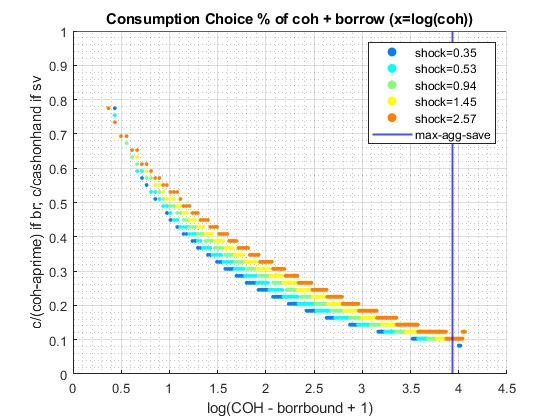 Consumption Choice % of coh + borrow (x=log(coh))
c/(coh-aprime) if br, c/cashonhand if sv
1
0.9
0.8
0.7
0.6
0.5
0.4
0.3
0.2
0.1
0
shock=0.35
shock=0.53
shock=0.94
shock=1.45
shock=2.57
max-agg-save
0 0.5 1 1.5 2 2.5 3 3.5 4 4.5
log(COH - borrbound + 1)